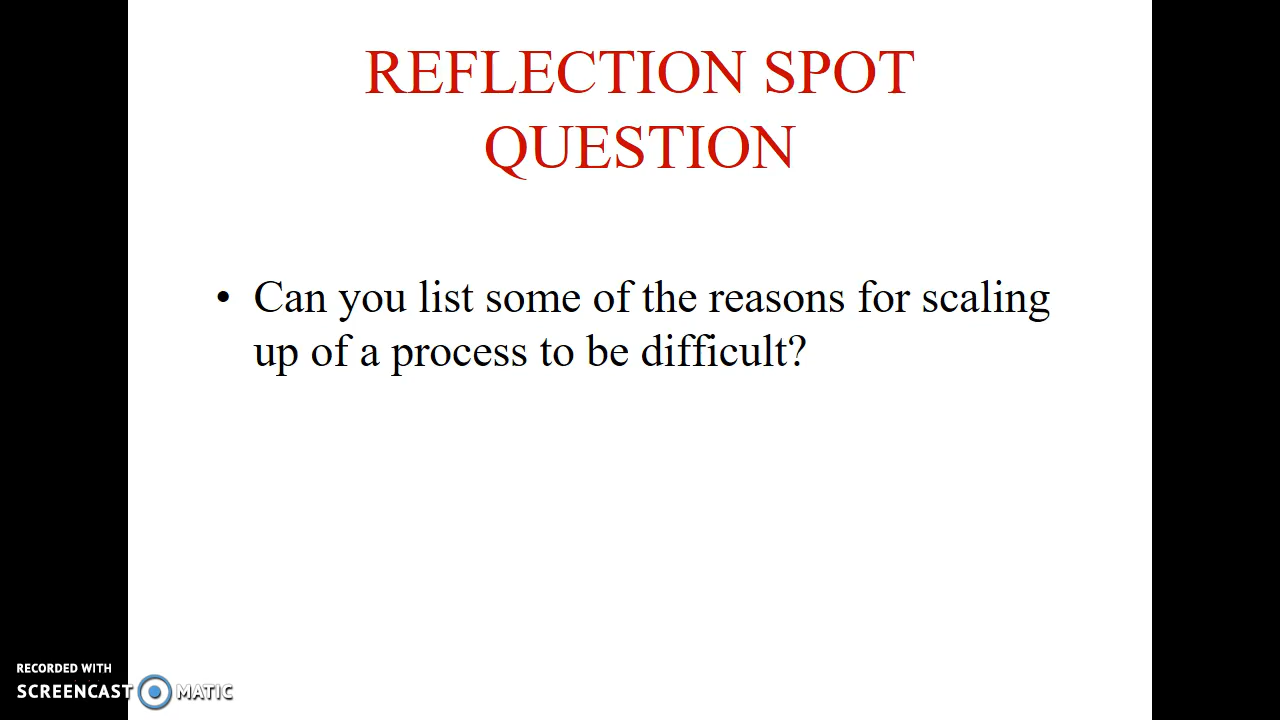 REFLECTION SPOT
QUESTION
• Can you list some of the reasons for scaling
up of a process to be difficult?
RECORDED WITH
SCREENCAST MATIC